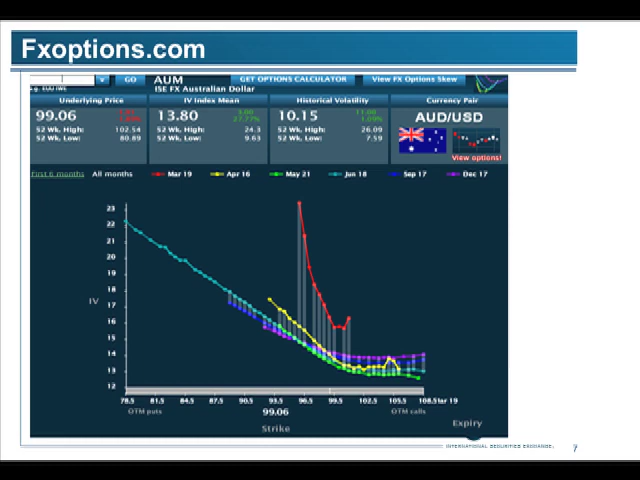 Fxoptions.com
GO
AUM
GET OPTIONS CALCULATOR
View FX Options Skew
ISE FX Australian Dollar
Underlying Price
IV Index Mean
Historical Volatility
Currency Pair
99.06
13.80
10.15
AUD/USD
27.77%
1.09%
52 Wk. High: 102.54
52 Wk. Low: 80.89
52 Wk. High: 24.3
52 Wk. Low: 9.63
52 Wk. High: 26.09
52 Wk. Low: 7.59
View options!
First 6 months
All months
Mar 19
Apr 16
May 21
Jun 18
Sep 17
Dec 17
23
22
21
20
19
18
17
16
15
14
13
12
IV
78.5
81.5
84.5
87.5
90.5
93.5
96.5
99.5
102.5
105.5
108.5
OTM puts
99.06
OTM calls
Strike
Expiry
INTERNATIONAL SECURITIES EXCHANGE,
7